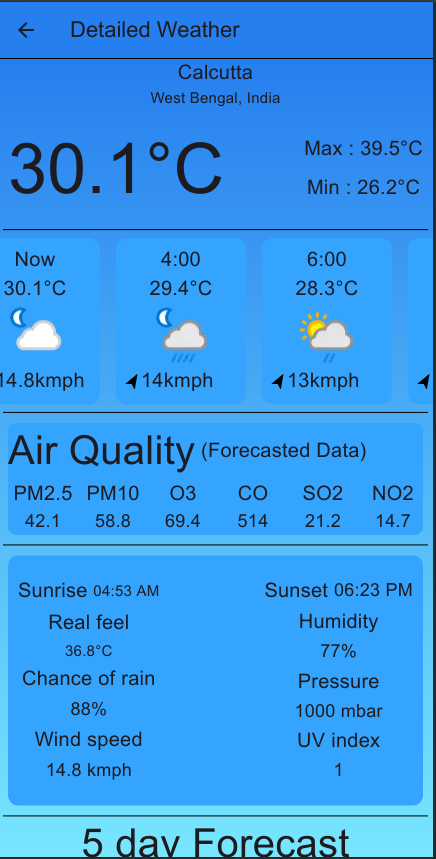 Detailed Weather
Calcutta
West Bengal, India
30.1°C
Max : 39.5°C
Min : 26.2°C
Now 4:00 6:00
30.1°C 29.4°C 28.3°C
14.8kmph 14kmph 13kmph
Air Quality (Forecasted Data)
PM2.5 PM10 O3 CO SO2 NO2
42.1 58.8 69.4 514 21.2 14.7
Sunrise 04:53 AM Sunset 06:23 PM
Real feel Humidity
36.8°C 77%
Chance of rain Pressure
88% 1000 mbar
Wind speed UV index
14.8 kmph 1
5 day Forecast